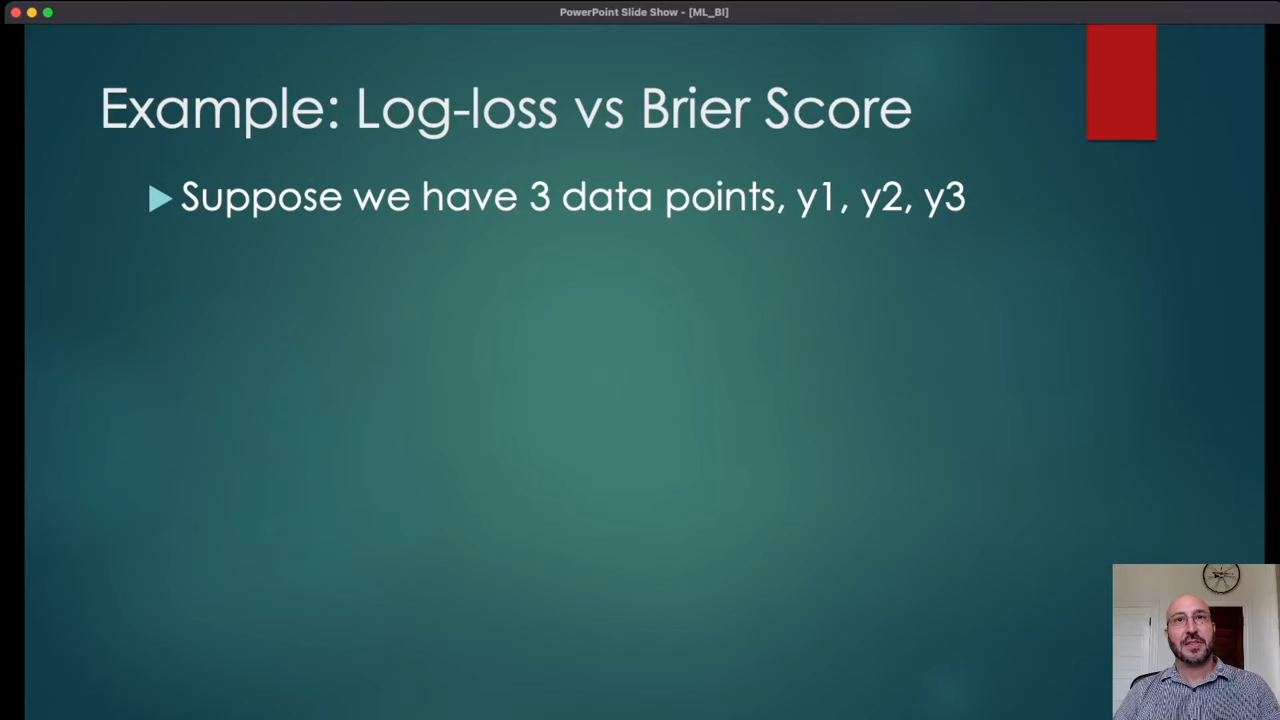 PowerPoint Slide Show - [ML_BI]
Example: Log-loss vs Brier Score
Suppose we have 3 data points, y1, y2, y3